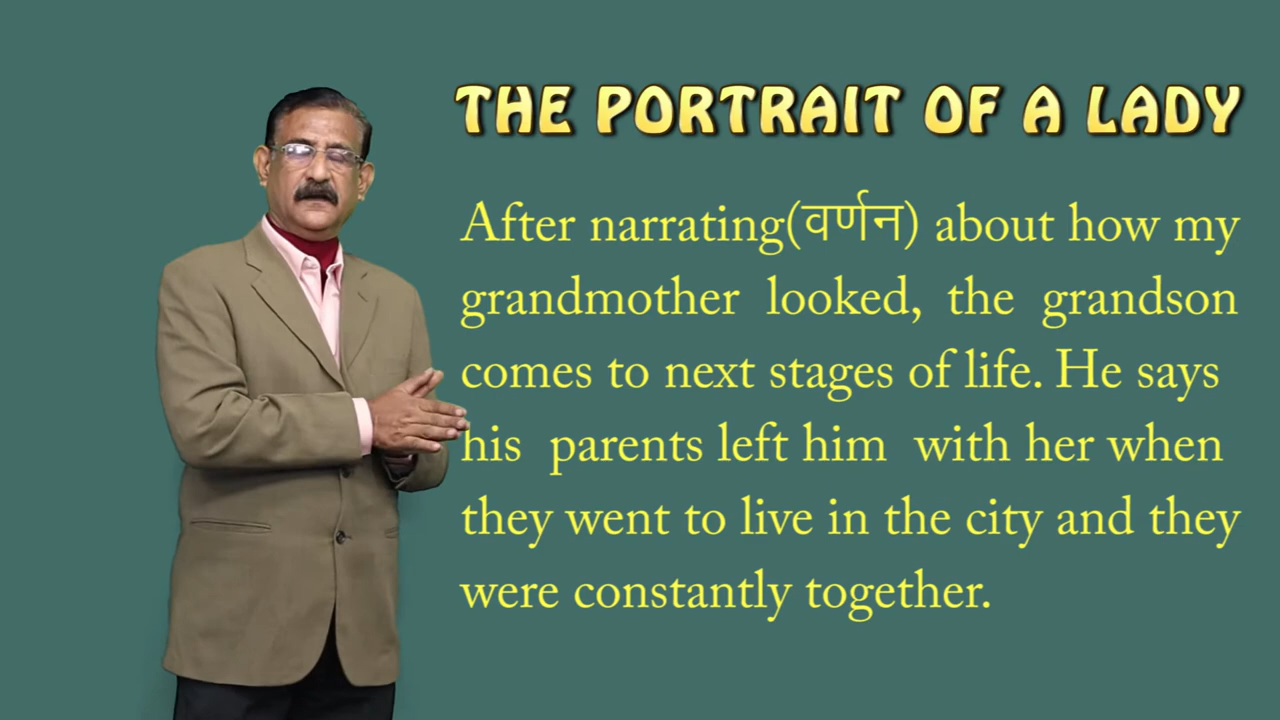 THE PORTRAIT OF A LADY
After narrating(वर्णन) about how my
grandmother looked, the grandson
comes to next stages of life. He says
his parents left him with her when
they went to live in the city and they
were constantly together.